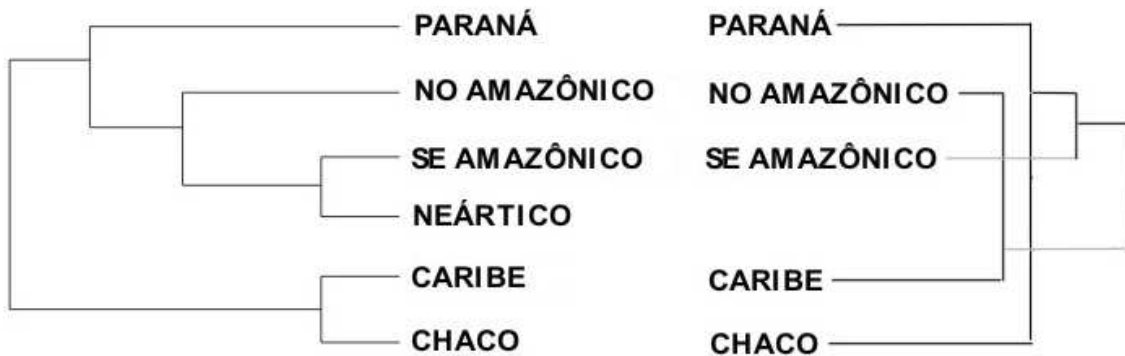 PARANÁ PARANÁ
NO AMAZÔNICO NO AMAZÔNICO
SE AMAZÔNICO SE AMAZÔNICO
NEÁRTICO
CARIBE CARIBE
CHACO CHACO